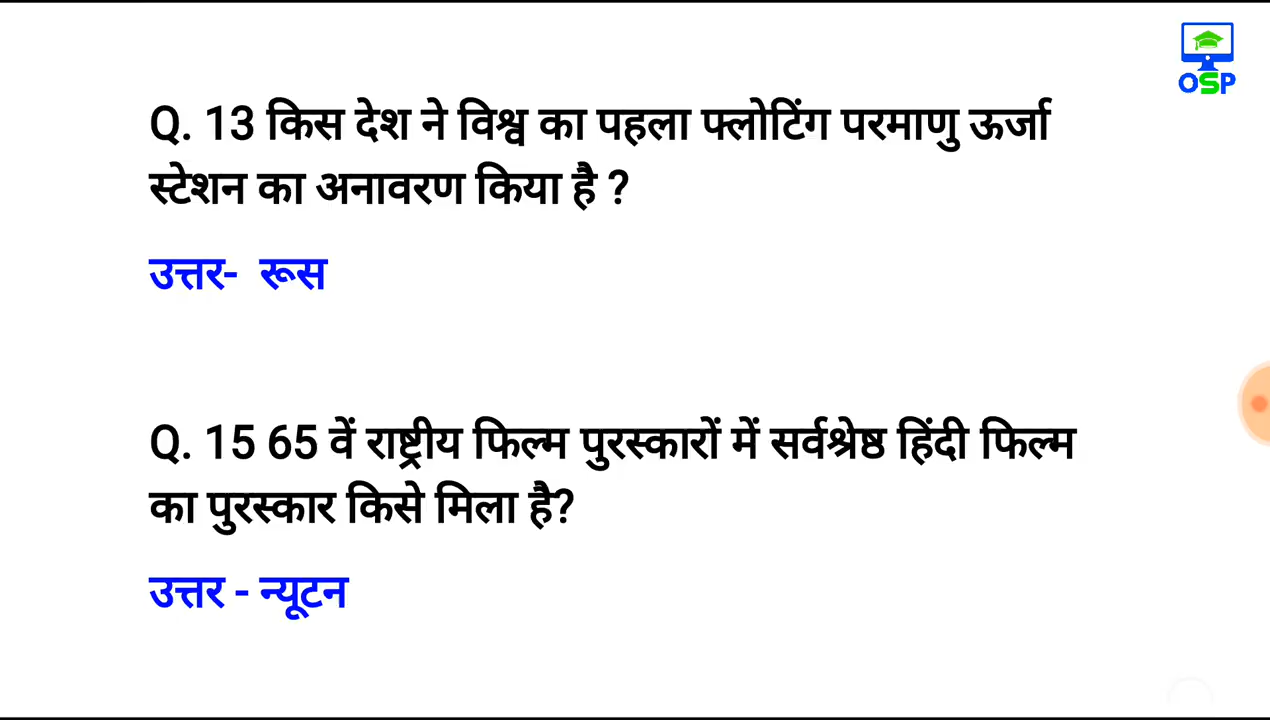 OSP
Q. 13 किस देश ने विश्व का पहला फ्लोटिंग परमाणु ऊर्जा
स्टेशन का अनावरण किया है ?
उत्तर- रूस
Q. 15 65 वें राष्ट्रीय फिल्म पुरस्कारों में सर्वश्रेष्ठ हिंदी फिल्म
का पुरस्कार किसे मिला है?
उत्तर - न्यूटन